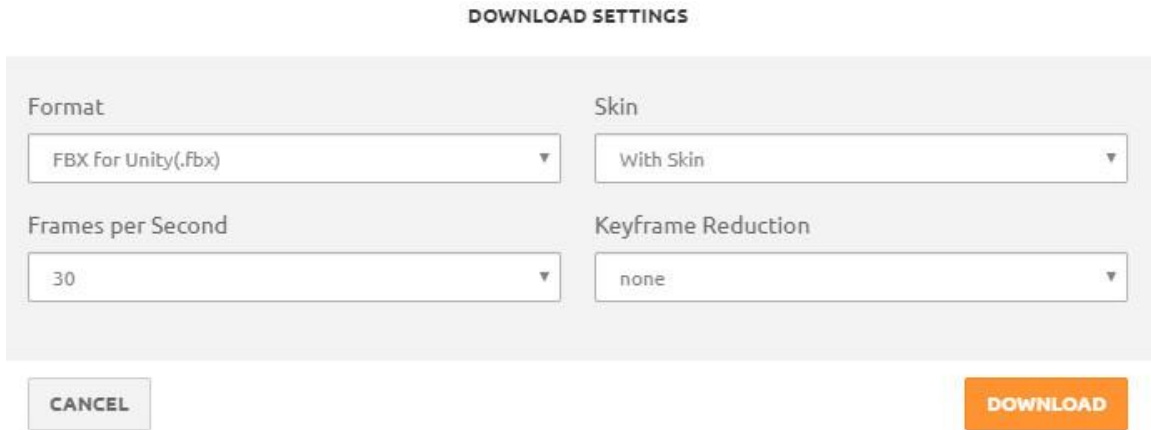 DOWNLOAD SETTINGS
Format
Skin
FBX for Unity(.fbx)
With Skin
Frames per Second
Keyframe Reduction
30
none
CANCEL
DOWNLOAD